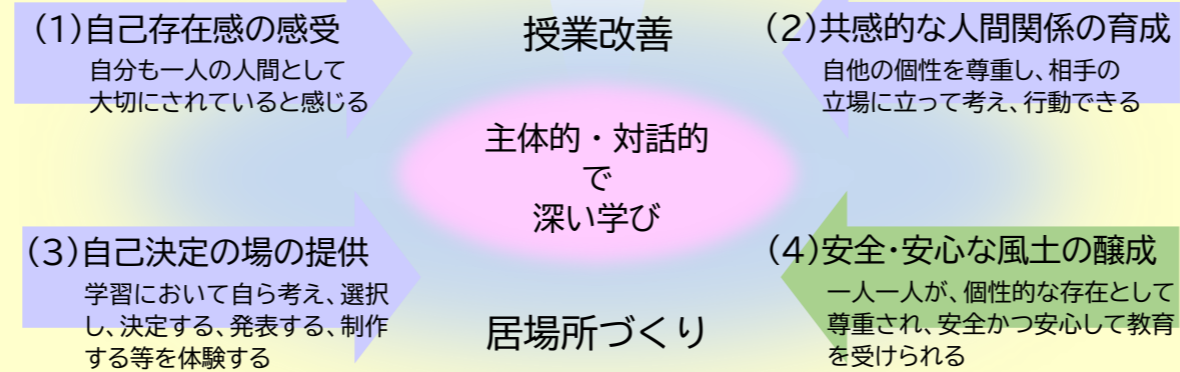 (1)自己存在感の感受
自分も一人の人間として
大切にされていると感じる
授業改善
(2)共感的な人間関係の育成
自他の個性を尊重し、相手の
立場に立って考え、行動できる
主体的・対話的
で
深い学び
(3)自己決定の場の提供
学習において自ら考え、選択
し、決定する、発表する、制作
する等を体験する
居場所づくり
(4)安全・安心な風土の醸成
一人一人が、個性的な存在として
尊重され、安全かつ安心して教育
を受けられる